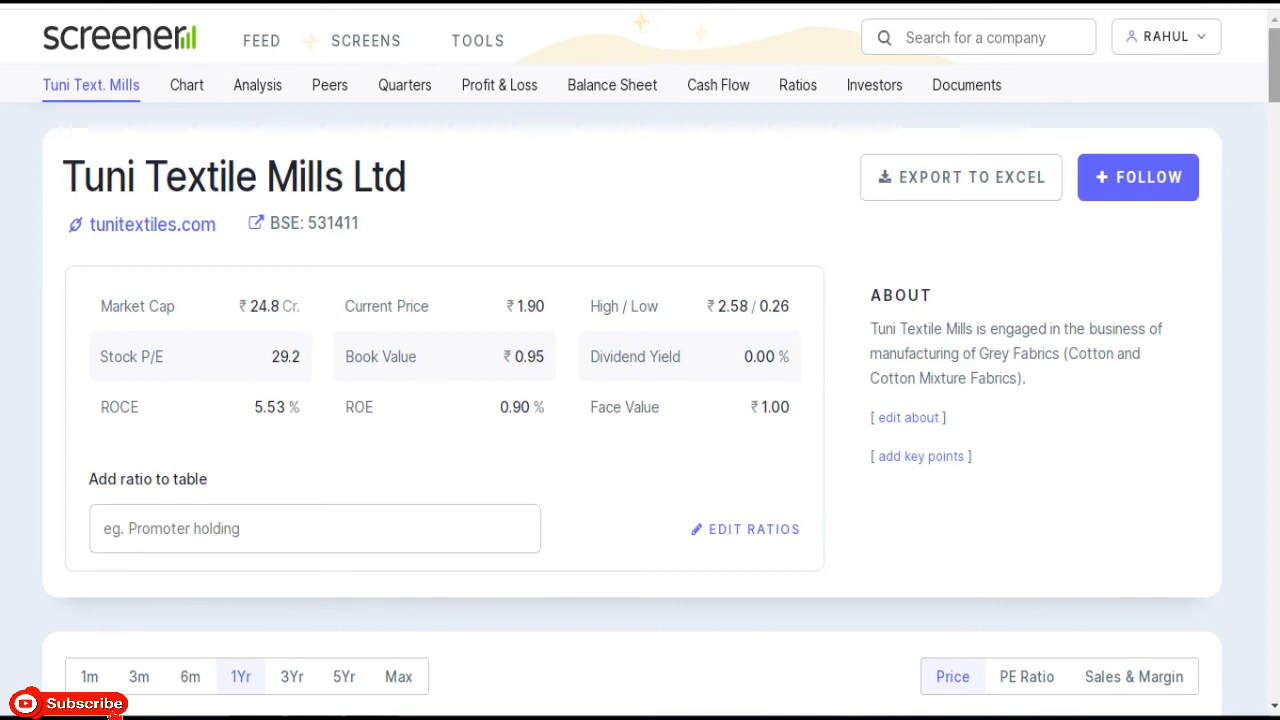 screener
FEED SCREENS TOOLS
Search for a company
RAHUL
Tuni Text. Mills Chart Analysis Peers Quarters Profit & Loss Balance Sheet Cash Flow Ratios Investors Documents
Tuni Textile Mills Ltd
EXPORT TO EXCEL
+ FOLLOW
tunitextiles.com BSE: 531411
Market Cap ₹ 24.8 Cr. Current Price ₹ 1.90 High / Low ₹ 2.58 / 0.26
Stock P/E 29.2 Book Value ₹ 0.95 Dividend Yield 0.00 %
ROCE 5.53 % ROE 0.90 % Face Value ₹ 1.00
Add ratio to table
eg. Promoter holding
EDIT RATIOS
ABOUT
Tuni Textile Mills is engaged in the business of
manufacturing of Grey Fabrics (Cotton and
Cotton Mixture Fabrics).
[ edit about ]
[ add key points ]
1m 3m 6m 1Yr 3Yr 5Yr Max
Price PE Ratio Sales & Margin
Subscribe